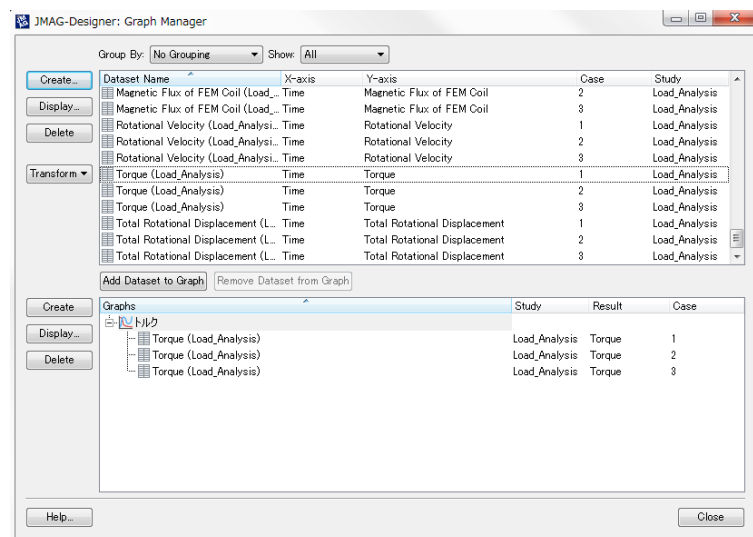 JMAG-Designer: Graph Manager
Group By: No Grouping Show: All
Create...
Display...
Delete
Transform
Dataset Name X-axis Y-axis Case Study
Magnetic Flux of FEM Coil (Load_... Time Magnetic Flux of FEM Coil 2 Load_Analysis
Magnetic Flux of FEM Coil (Load_... Time Magnetic Flux of FEM Coil 3 Load_Analysis
Rotational Velocity (Load_Analysi... Time Rotational Velocity 1 Load_Analysis
Rotational Velocity (Load_Analysi... Time Rotational Velocity 2 Load_Analysis
Rotational Velocity (Load_Analysi... Time Rotational Velocity 3 Load_Analysis
Torque (Load_Analysis) Time Torque 1 Load_Analysis
Torque (Load_Analysis) Time Torque 2 Load_Analysis
Torque (Load_Analysis) Time Torque 3 Load_Analysis
Total Rotational Displacement (L... Time Total Rotational Displacement 1 Load_Analysis
Total Rotational Displacement (L... Time Total Rotational Displacement 2 Load_Analysis
Total Rotational Displacement (L... Time Total Rotational Displacement 3 Load_Analysis
Add Dataset to Graph Remove Dataset from Graph
Create
Display...
Delete
Graphs Study Result Case
トルク
Torque (Load_Analysis) Load_Analysis Torque 1
Torque (Load_Analysis) Load_Analysis Torque 2
Torque (Load_Analysis) Load_Analysis Torque 3
Help... Close